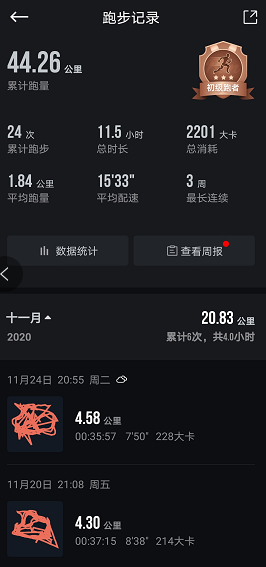 跑步记录
44.26 公里
累计跑量
初级跑者
24 次 11.5 小时 2201 大卡
累计跑步 总时长 总消耗
1.84 公里 15'33" 3 周
平均跑量 平均配速 最长连续
数据统计 查看周报
十一月 20.83 公里
2020 累计6次，共4.0小时
11月24日 20:55 周二
4.58 公里
00:35:57 7'50" 228大卡
11月20日 21:08 周五
4.30 公里
00:37:15 8'38" 214大卡